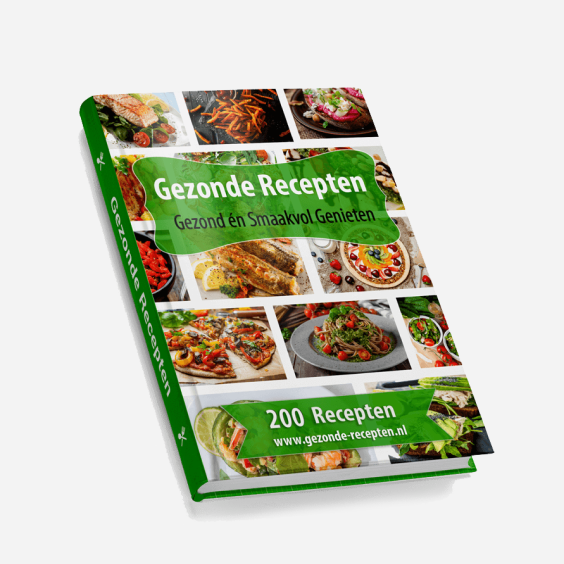 Gezonde Recepten
Gezond én Smaakvol Genieten
Gezonde Recepten
200 Recepten
www.gezonde-recepten.nl